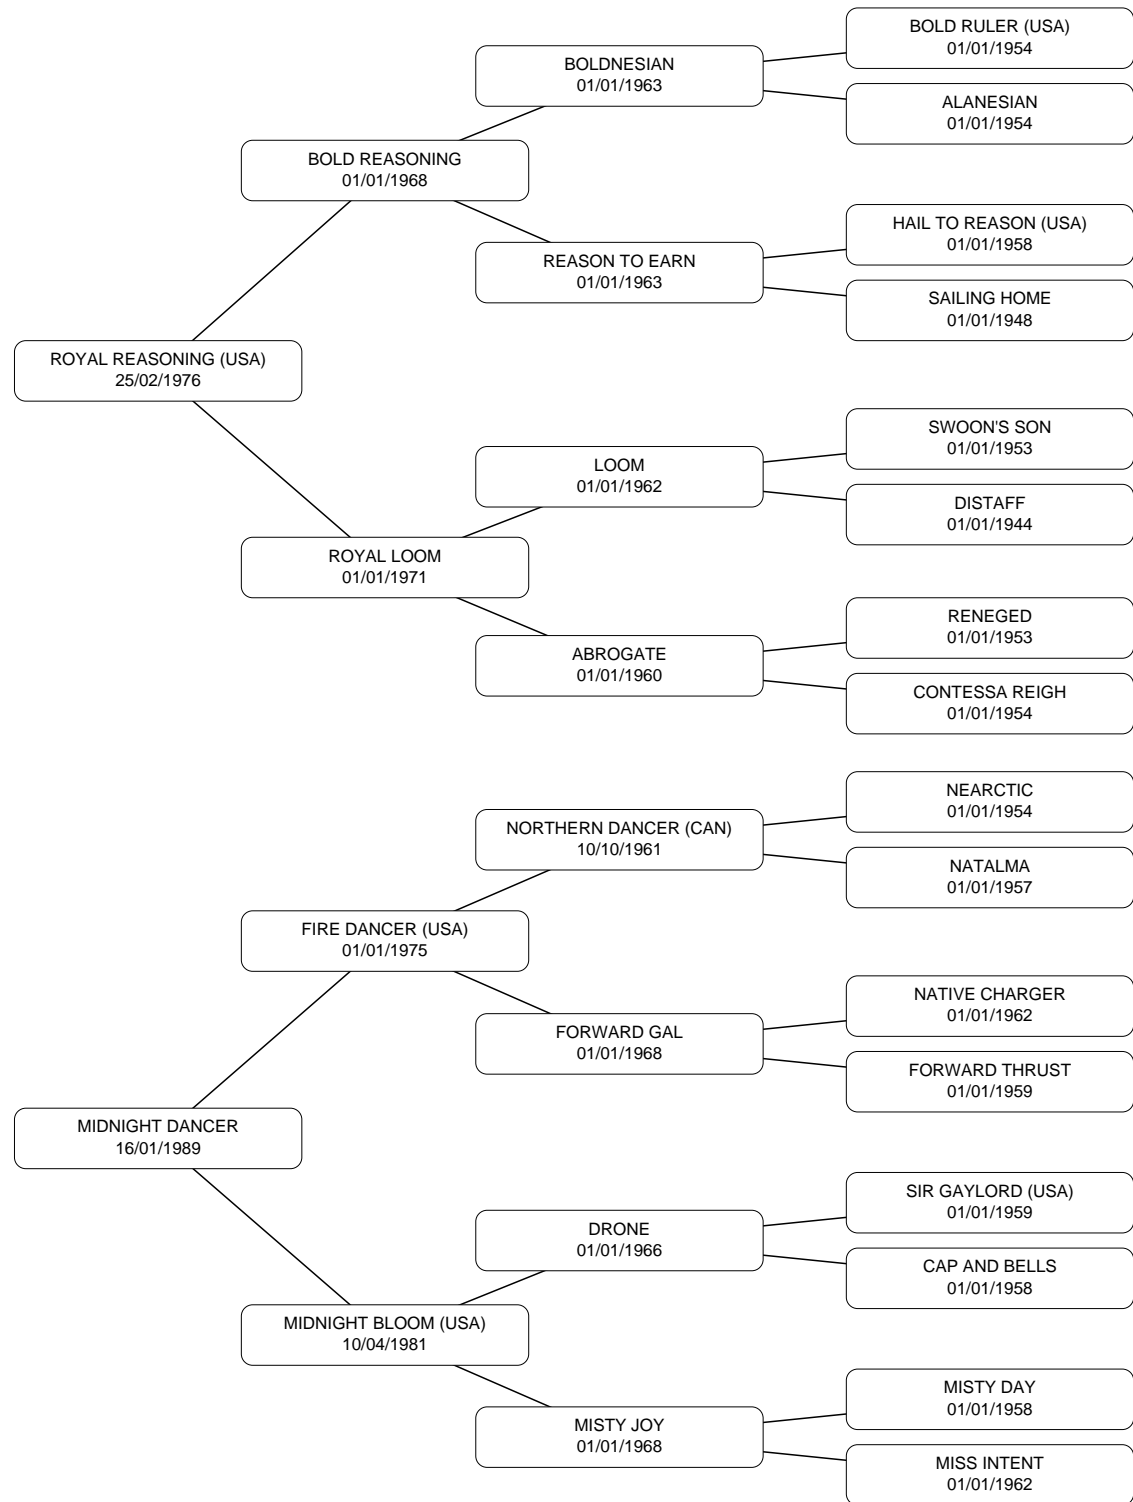 BOLD RULER (USA)
01/01/1954
BOLDNESIAN
01/01/1963
ALANESIAN
01/01/1954
BOLD REASONING
01/01/1968
HAIL TO REASON (USA)
01/01/1958
REASON TO EARN
01/01/1963
SAILING HOME
01/01/1948
ROYAL REASONING (USA)
25/02/1976
SWOON'S SON
01/01/1953
LOOM
01/01/1962
DISTAFF
01/01/1944
ROYAL LOOM
01/01/1971
RENEGED
01/01/1953
ABROGATE
01/01/1960
CONTESSA REIGH
01/01/1954
NEARCTIC
01/01/1954
NORTHERN DANCER (CAN)
10/10/1961
NATALMA
01/01/1957
FIRE DANCER (USA)
01/01/1975
NATIVE CHARGER
01/01/1962
FORWARD GAL
01/01/1968
FORWARD THRUST
01/01/1959
MIDNIGHT DANCER
16/01/1989
SIR GAYLORD (USA)
01/01/1959
DRONE
01/01/1966
CAP AND BELLS
01/01/1958
MIDNIGHT BLOOM (USA)
10/04/1981
MISTY DAY
01/01/1958
MISTY JOY
01/01/1968
MISS INTENT
01/01/1962